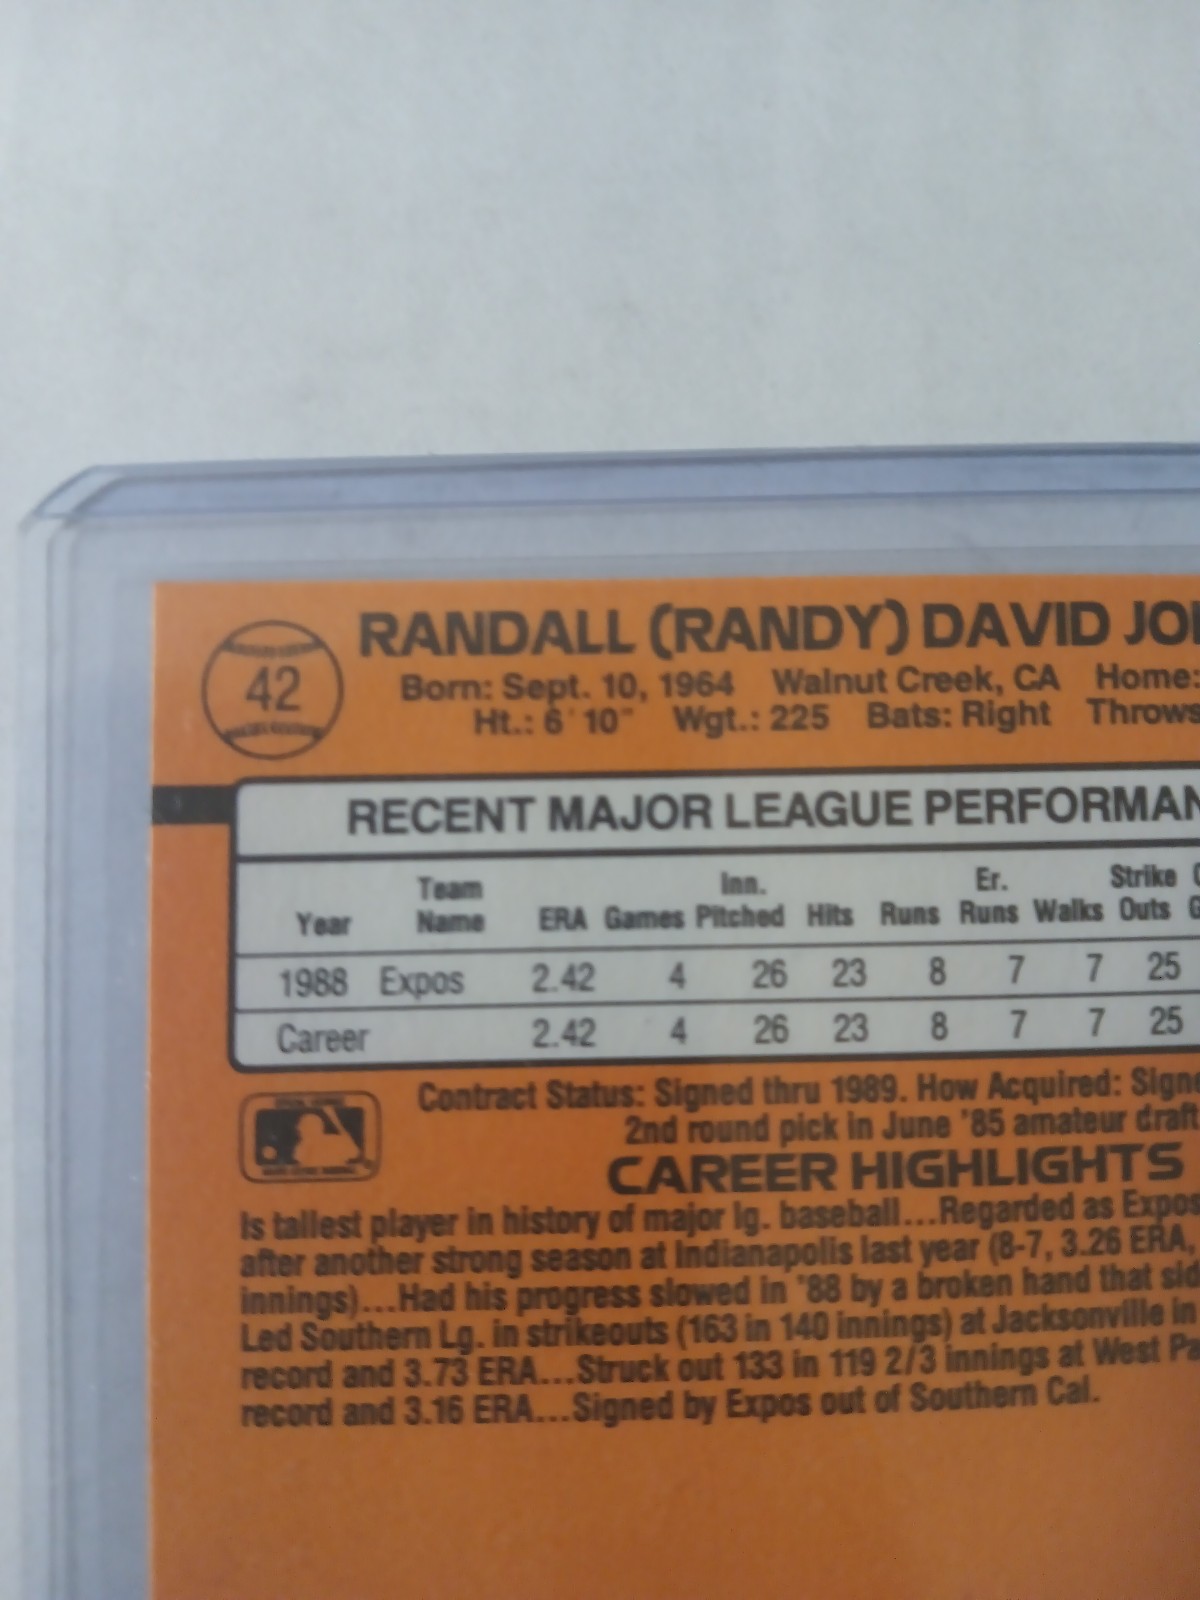 42
RANDALL (RANDY) DAVID JO
Born: Sept. 10, 1964 Walnut Creek, CA Home:
Ht.: 6' 10" Wgt.: 225 Bats: Right Throws
RECENT MAJOR LEAGUE PERFORMAN
Year Team Name ERA Games Inn. Pitched Hits Runs Er. Runs Walks Strike Outs
1988 Expos 2.42 4 26 23 8 7 7 25
Career 2.42 4 26 23 8 7 7 25
Contract Status: Signed thru 1989. How Acquired: Signe
2nd round pick in June '85 amateur draft
CAREER HIGHLIGHTS
Is tallest player in history of major lg. baseball...Regarded as Expos
after another strong season at Indianapolis last year (8-7, 3.26 ERA,
innings)...Had his progress slowed in '88 by a broken hand that sid
Led Southern Lg. in strikeouts (163 in 140 innings) at Jacksonville in
record and 3.73 ERA...Struck out 133 in 119 2/3 innings at West Pa
record and 3.16 ERA...Signed by Expos out of Southern Cal.